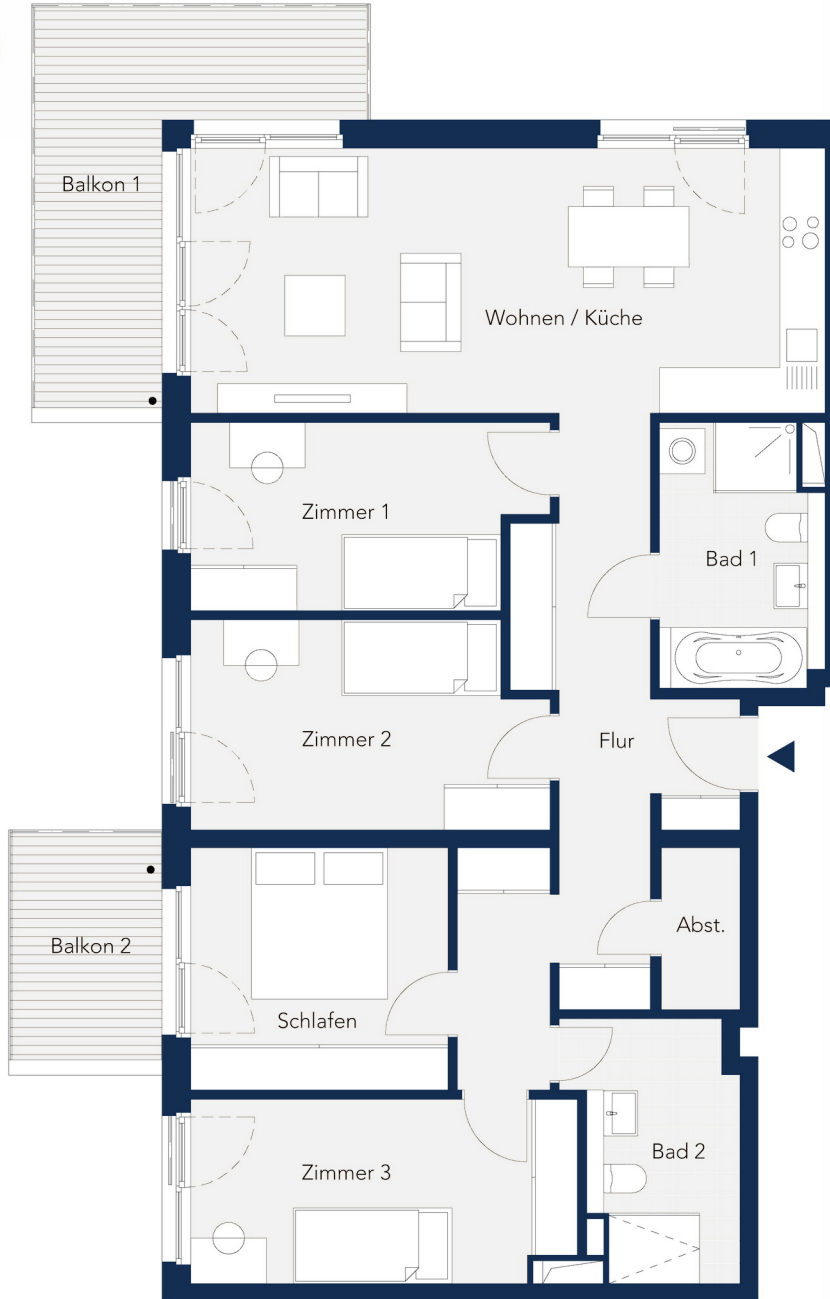 Balkon 1
Wohnen / Küche
Zimmer 1
Bad 1
Zimmer 2
Flur
Abst.
Balkon 2
Schlafen
Bad 2
Zimmer 3